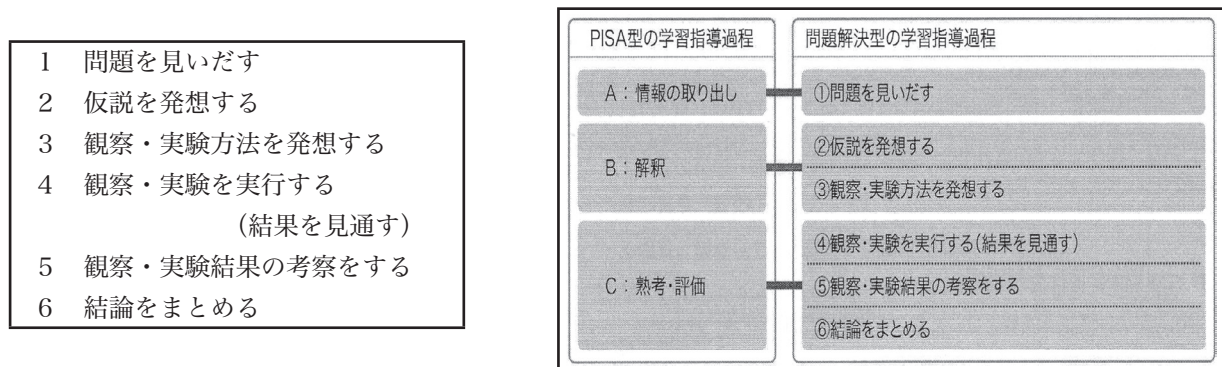 1 問題を見いだす
2 仮説を発想する
3 観察・実験方法を発想する
4 観察・実験を実行する
(結果を見通す)
5 観察・実験結果の考察をする
6 結論をまとめる
PISA型の学習指導過程
A：情報の取り出し
B：解釈
C：熟考・評価
問題解決型の学習指導過程
①問題を見いだす
②仮説を発想する
③観察・実験方法を発想する
④観察・実験を実行する(結果を見通す)
⑤観察・実験結果の考察をする
⑥結論をまとめる